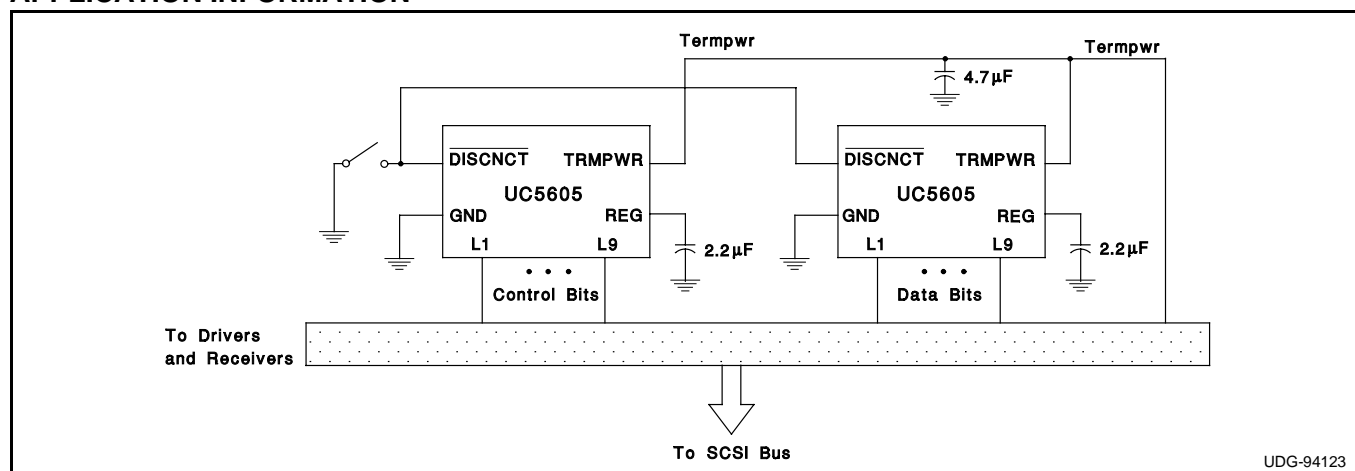 APPLICATION INFORMATION
Termpwr
Termpwr
4.7µF
DISCNCT TRMPWR
UC5605
GND REG
L1 L9
2.2µF
DISCNCT TRMPWR
UC5605
GND REG
L1 L9
2.2µF
• • •
Control Bits
• • •
Data Bits
To Drivers
and Receivers
To SCSI Bus
UDG-94123